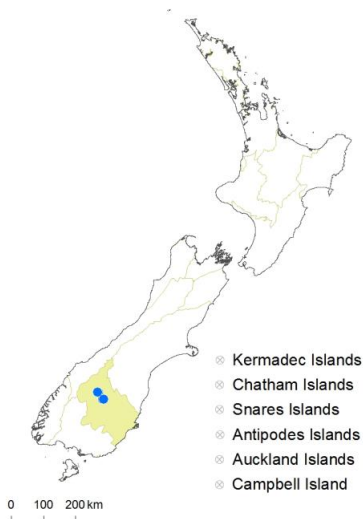 Kermadec Islands
Chatham Islands
Snares Islands
Antipodes Islands
Auckland Islands
Campbell Island
0 100 200 km